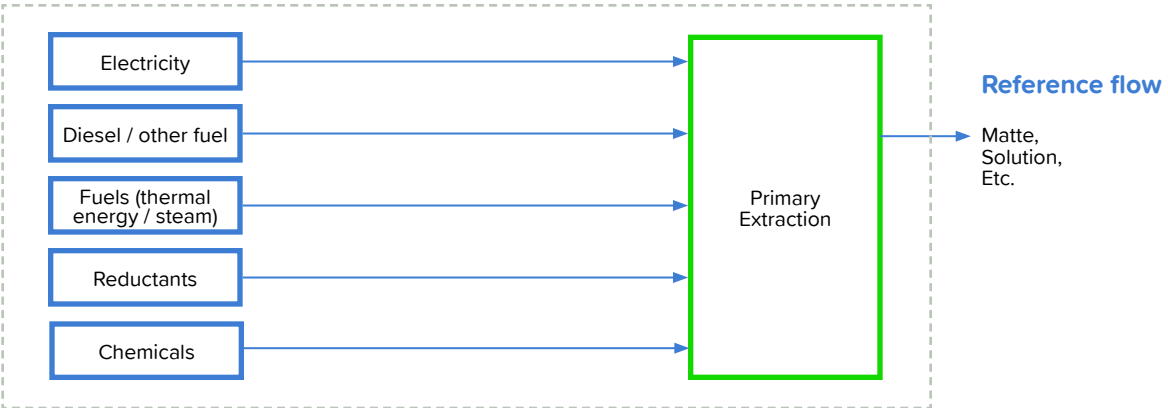 Electricity
Diesel / other fuel
Fuels (thermal
energy / steam)
Reductants
Chemicals
Primary
Extraction
Reference flow
Matte,
Solution,
Etc.